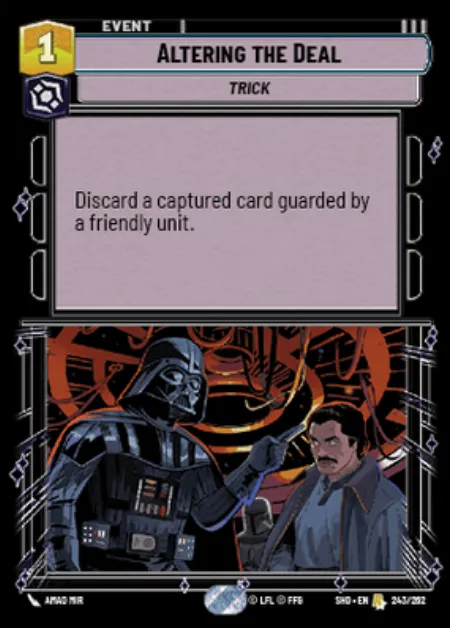 EVENT
1
ALTERING THE DEAL
TRICK
Discard a captured card guarded by
a friendly unit.
AMAD MIR
© LFL ® FFG
SHD • EN
243/262